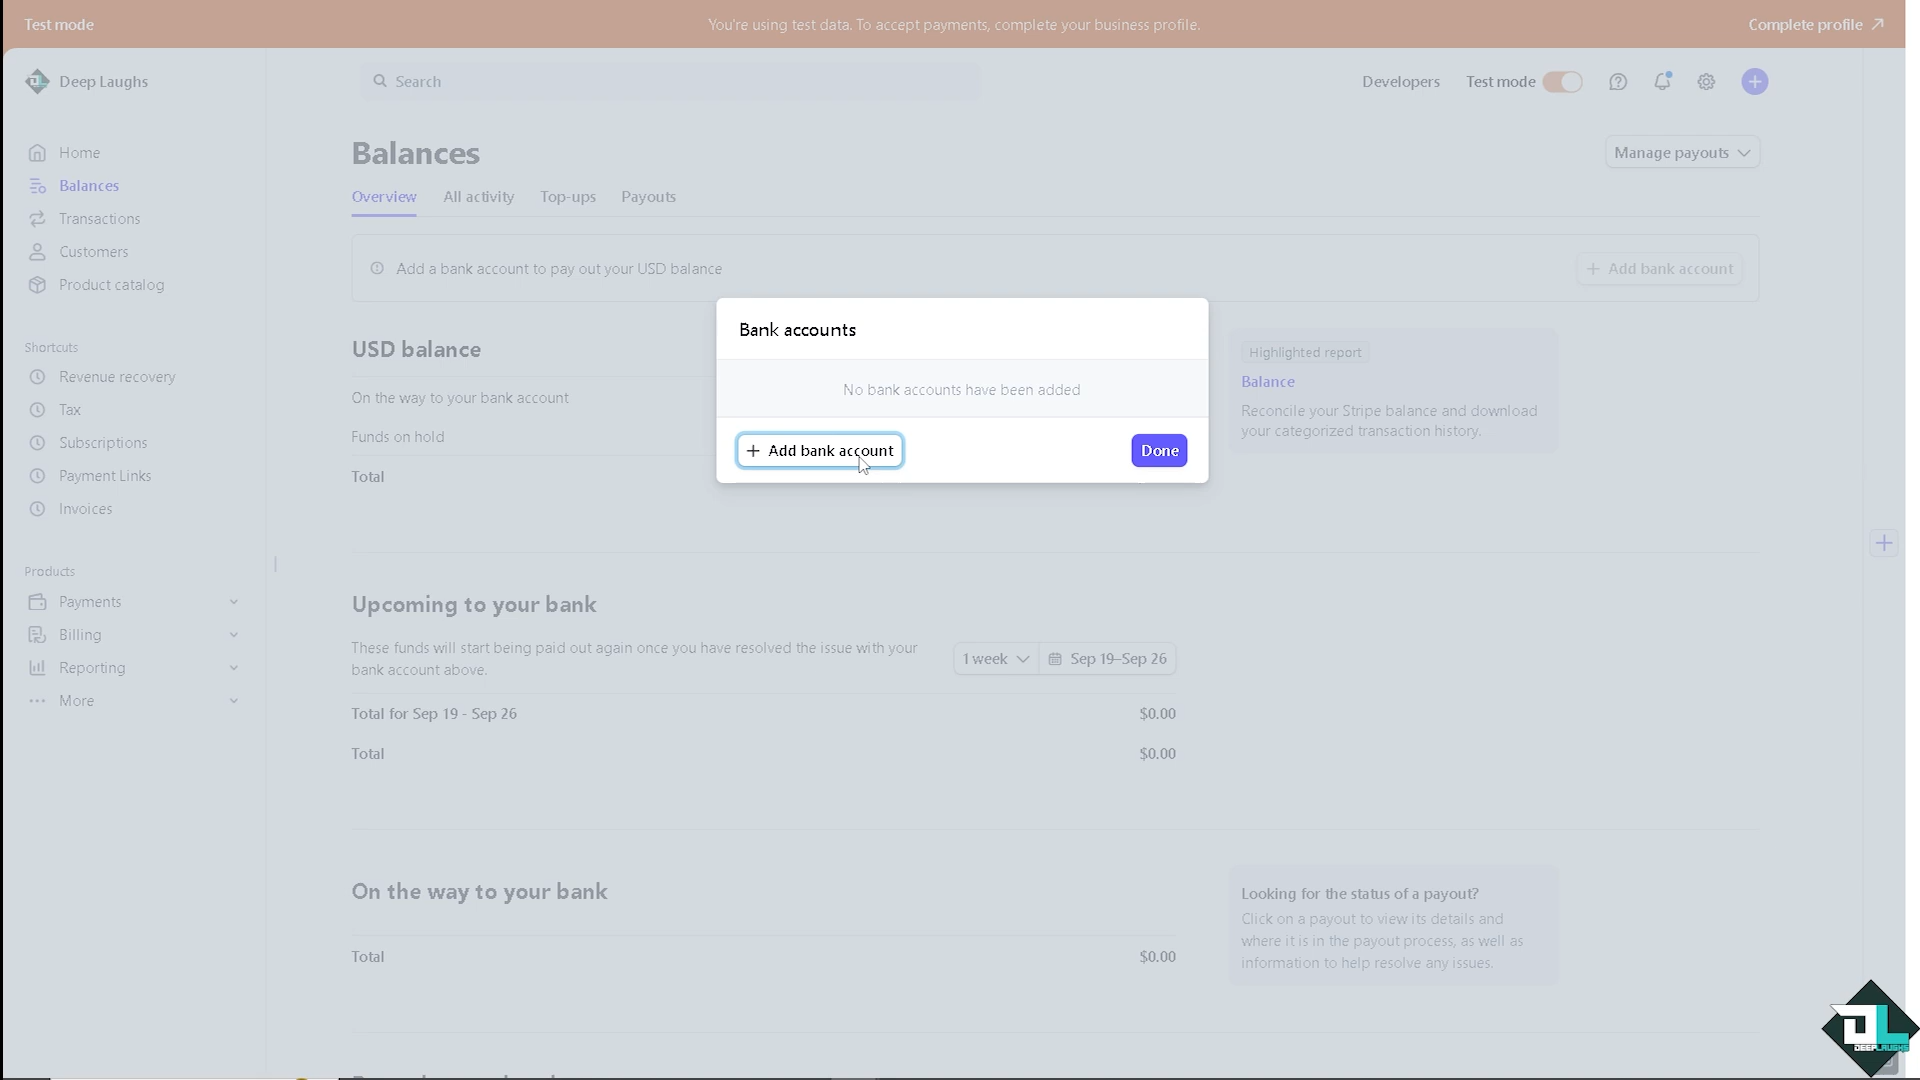 Test mode
You're using test data. To accept payments, complete your business profile.
Complete profile
Deep Laughs
Search
Developers
Test mode
Home
Balances
Transactions
Customers
Product catalog
Shortcuts
Revenue recovery
Tax
Subscriptions
Payment Links
Invoices
Products
Payments
Billing
Reporting
More
Balances
Manage payouts
Overview
All activity
Top-ups
Payouts
Add a bank account to pay out your USD balance
+ Add bank account
USD balance
On the way to your bank account
Funds on hold
Total
Bank accounts
No bank accounts have been added
+ Add bank account
Done
Highlighted report
Balance
Reconcile your Stripe balance and download
your categorized transaction history.
Upcoming to your bank
These funds will start being paid out again once you have resolved the issue with your
bank account above.
1 week
Sep 19–Sep 26
Total for Sep 19 - Sep 26
$0.00
Total
$0.00
On the way to your bank
Total
$0.00
Looking for the status of a payout?
Click on a payout to view its details and
where it is in the payout process, as well as
information to help resolve any issues.
DL
DEEPLAUGHS